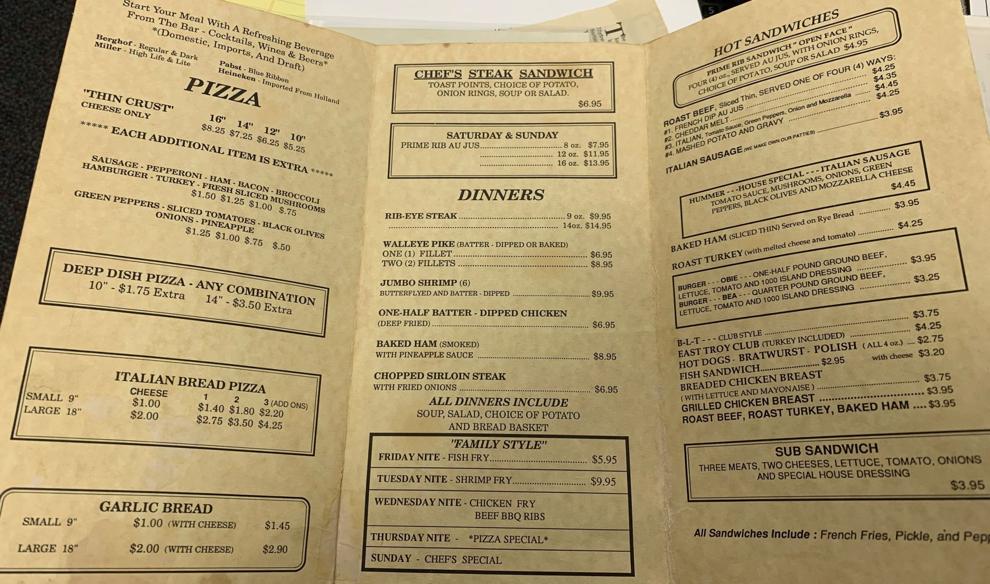 Start Your Meal With A Refreshing Beverage
From The Bar - Cocktails, Wines & Beers*
*(Domestic, Imports, And Draft)
Berghof - Regular & Dark
Miller - High Life & Lite
Pabst - Blue Ribbon
Heineken - Imported From Holland
PIZZA
"THIN CRUST" 16" 14" 12" 10"
CHEESE ONLY $8.25 $7.25 $6.25 $5.25
***** EACH ADDITIONAL ITEM IS EXTRA *****
SAUSAGE - PEPPERONI - HAM - BACON - BROCCOLI
HAMBURGER - TURKEY - FRESH SLICED MUSHROOMS
$1.50 $1.25 $1.00 $.75
GREEN PEPPERS - SLICED TOMATOES - BLACK OLIVES
ONIONS - PINEAPPLE
$1.25 $1.00 $.75 $.50
DEEP DISH PIZZA - ANY COMBINATION
10" - $1.75 Extra 14" - $3.50 Extra
ITALIAN BREAD PIZZA
CHEESE 1 2 3 (ADD ONS)
SMALL 9" $1.00 $1.40 $1.80 $2.20
LARGE 18" $2.00 $2.75 $3.50 $4.25
GARLIC BREAD
SMALL 9" $1.00 (WITH CHEESE) $1.45
LARGE 18" $2.00 (WITH CHEESE) $2.90
CHEF'S STEAK SANDWICH
TOAST POINTS, CHOICE OF POTATO,
ONION RINGS, SOUP OR SALAD.
$6.95
SATURDAY & SUNDAY
PRIME RIB AU JUS 8 oz. $7.95
12 oz. $11.95
16 oz. $13.95
DINNERS
RIB-EYE STEAK 9 oz. $9.95
14oz. $14.95
WALLEYE PIKE (BATTER - DIPPED OR BAKED)
ONE (1) FILLET $6.95
TWO (2) FILLETS $8.95
JUMBO SHRIMP (6)
BUTTERFLYED AND BATTER - DIPPED $9.95
ONE-HALF BATTER - DIPPED CHICKEN
(DEEP FRIED) $6.95
BAKED HAM (SMOKED)
WITH PINEAPPLE SAUCE $8.95
CHOPPED SIRLOIN STEAK
WITH FRIED ONIONS $6.95
ALL DINNERS INCLUDE
SOUP, SALAD, CHOICE OF POTATO
AND BREAD BASKET
"FAMILY STYLE"
FRIDAY NITE - FISH FRY $5.95
TUESDAY NITE - SHRIMP FRY $9.95
WEDNESDAY NITE - CHICKEN FRY
BEEF BBQ RIBS
THURSDAY NITE - *PIZZA SPECIAL*
SUNDAY - CHEF'S SPECIAL
HOT SANDWICHES
PRIME RIB SANDWICH "OPEN FACE"
FOUR (4) oz., SERVED AU JUS, WITH ONION RINGS,
CHOICE OF POTATO, SOUP OR SALAD $4.95
ROAST BEEF, Sliced Thin, SERVED ONE OF FOUR (4) WAYS:
#1. FRENCH DIP AU JUS $4.25
#2. CHEDDAR MELT $4.35
#3. ITALIAN, Tomato Sauce, Green Peppers, Onion and Mozzarella $4.45
#4. MASHED POTATO AND GRAVY $4.25
ITALIAN SAUSAGE (WE MAKE OWN OUR PATTIES) $3.95
HUMMER - - -HOUSE SPECIAL - - - ITALIAN SAUSAGE
TOMATO SAUCE, MUSHROOMS, ONIONS, GREEN
PEPPERS, BLACK OLIVES AND MOZZARELLA CHEESE
$4.45
BAKED HAM (SLICED THIN) Served on Rye Bread $3.95
ROAST TURKEY (with melted cheese and tomato) $4.25
BURGER - - OBIE - - - ONE-HALF POUND GROUND BEEF,
LETTUCE, TOMATO AND 1000 ISLAND DRESSING $3.95
BURGER - - BEA - - - QUARTER POUND GROUND BEEF,
LETTUCE, TOMATO AND 1000 ISLAND DRESSING $3.25
B-L-T - - - CLUB STYLE $3.75
EAST TROY CLUB (TURKEY INCLUDED) $4.25
HOT DOGS - BRATWURST - POLISH (ALL 4 oz.) $2.75
FISH SANDWICH $2.95 with cheese $3.20
BREADED CHICKEN BREAST
(WITH LETTUCE AND MAYONAISE) $3.75
GRILLED CHICKEN BREAST $3.95
ROAST BEEF, ROAST TURKEY, BAKED HAM $3.95
SUB SANDWICH
THREE MEATS, TWO CHEESES, LETTUCE, TOMATO, ONIONS
AND SPECIAL HOUSE DRESSING
$3.95
All Sandwiches Include : French Fries, Pickle, and Pepp